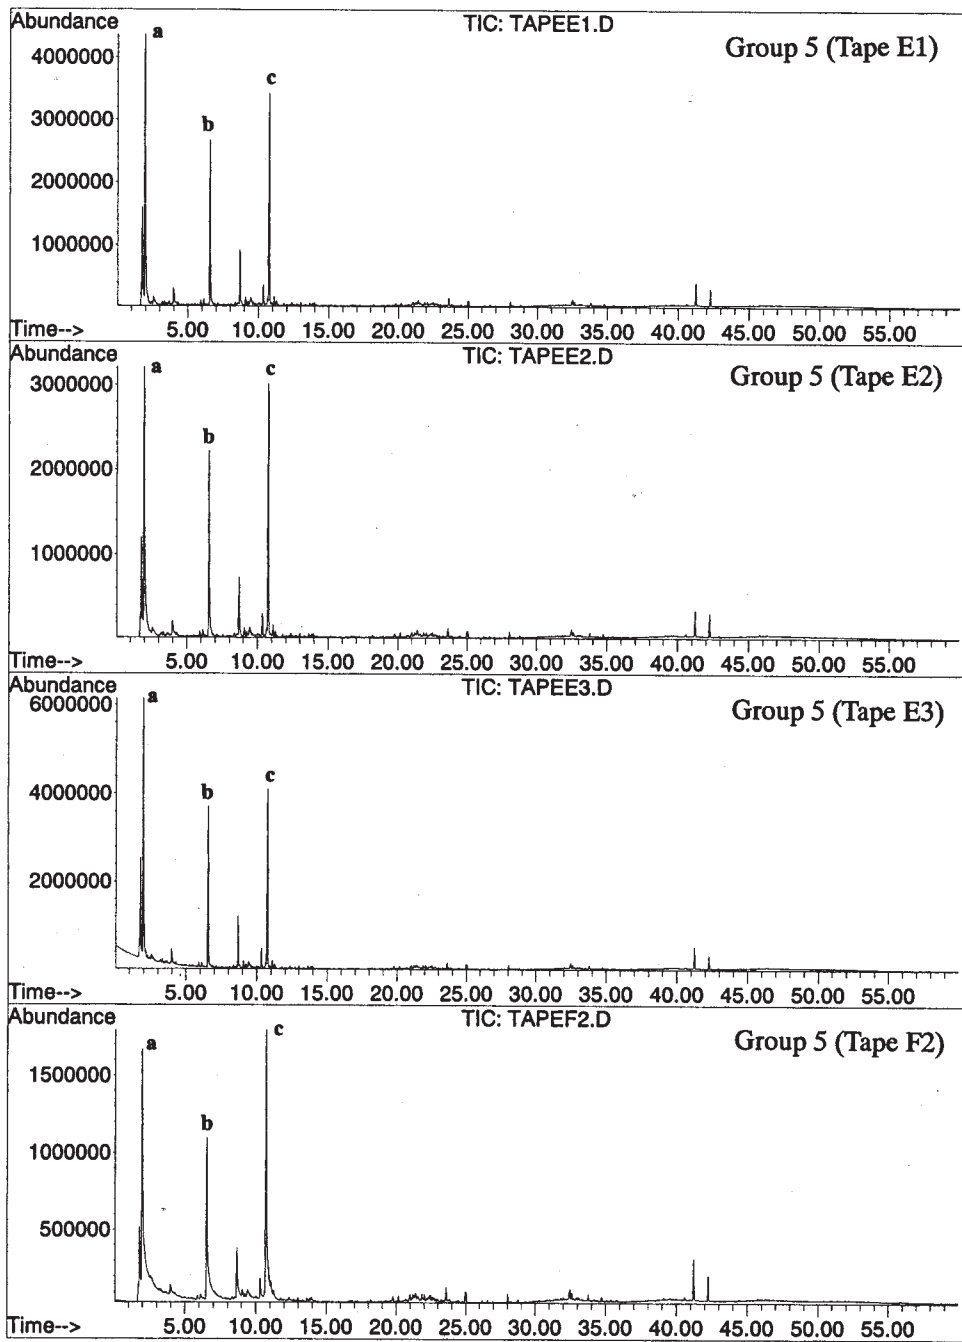 Abundance TIC: TAPEE1.D
a Group 5 (Tape E1)
4000000
c
3000000
b
2000000
1000000
Time--> 5.00 10.00 15.00 20.00 25.00 30.00 35.00 40.00 45.00 50.00 55.00
Abundance TIC: TAPEE2.D
a c Group 5 (Tape E2)
3000000
b
2000000
1000000
Time--> 5.00 10.00 15.00 20.00 25.00 30.00 35.00 40.00 45.00 50.00 55.00
Abundance TIC: TAPEE3.D
6000000 a Group 5 (Tape E3)
c
4000000 b
2000000
Time--> 5.00 10.00 15.00 20.00 25.00 30.00 35.00 40.00 45.00 50.00 55.00
Abundance TIC: TAPEF2.D
a c Group 5 (Tape F2)
1500000
b
1000000
500000
Time--> 5.00 10.00 15.00 20.00 25.00 30.00 35.00 40.00 45.00 50.00 55.00